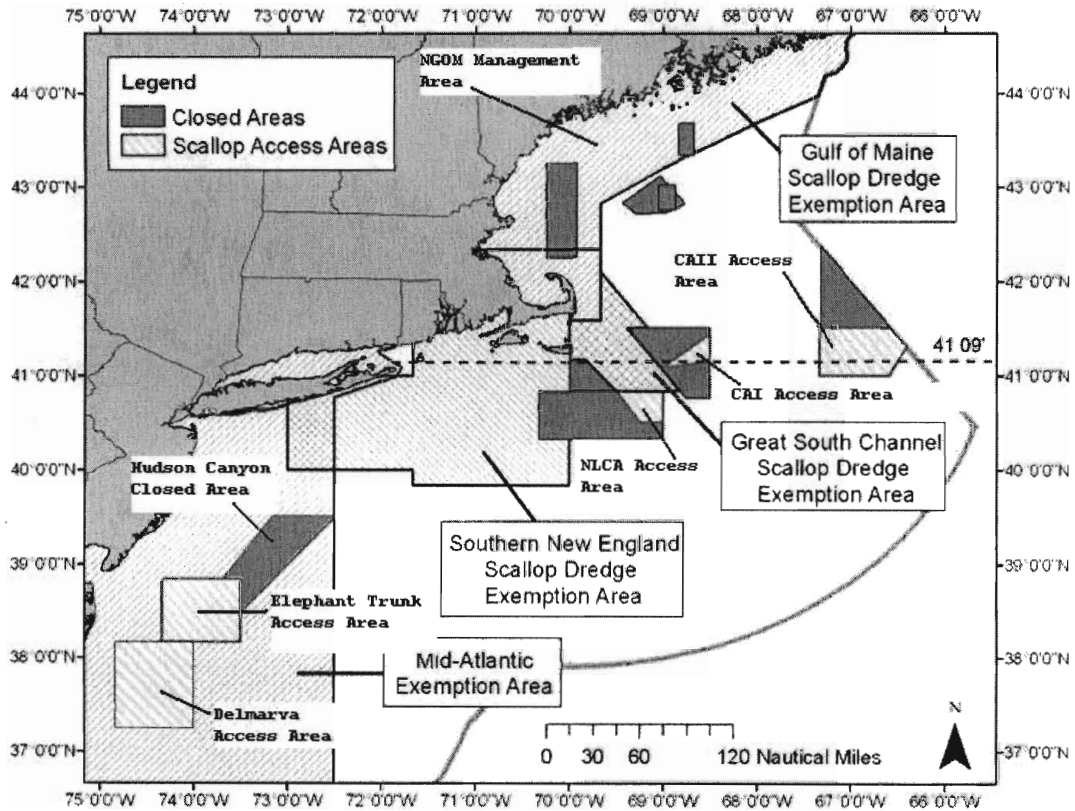 75°0'0"W 74°0'0"W 73°0'0"W 72°0'0"W 71°0'0"W 70°0'0"W 69°0'0"W 68°0'0"W 67°0'0"W 66°0'0"W
Legend
Closed Areas
Scallop Access Areas
NGOM Management
Area
44°0'0"N
44°0'0"N
Gulf of Maine
Scallop Dredge
Exemption Area
43°0'0"N
43°0'0"N
CAII Access
Area
42°0'0"N
42°0'0"N
41 09'
41°0'0"N
41°0'0"N
CAI Access Area
Great South Channel
Scallop Dredge
Exemption Area
NLCA Access
Area
Hudson Canyon
Closed Area
40°0'0"N
40°0'0"N
Southern New England
Scallop Dredge
Exemption Area
39°0'0"N
39°0'0"N
Elephant Trunk
Access Area
Mid-Atlantic
Exemption Area
38°0'0"N
38°0'0"N
Delmarva
Access Area
N
0 30 60 120 Nautical Miles
37°0'0"N
37°0'0"N
75°0'0"W 74°0'0"W 73°0'0"W 72°0'0"W 71°0'0"W 70°0'0"W 69°0'0"W 68°0'0"W 67°0'0"W 66°0'0"W